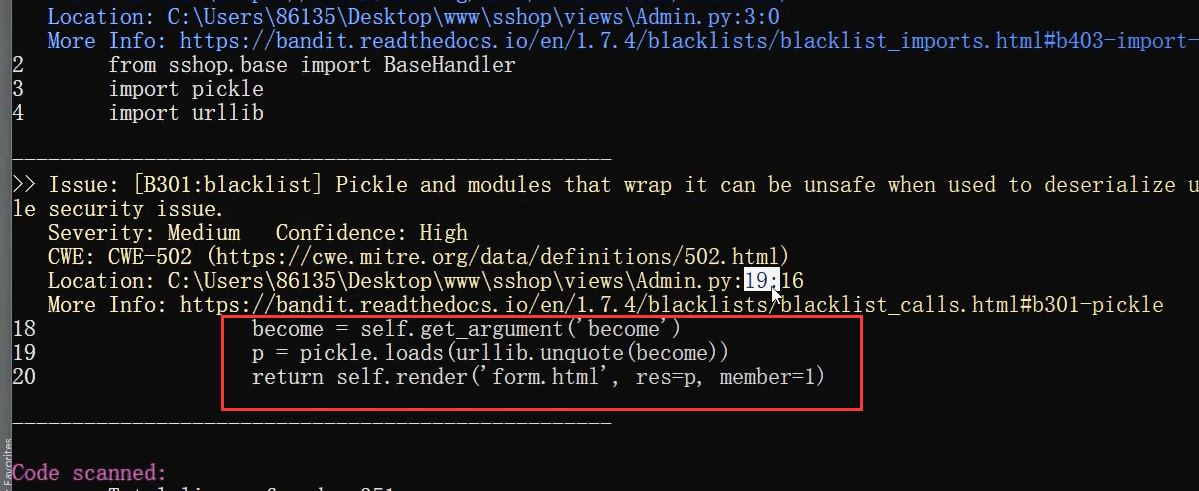 Location: C:\Users\86135\Desktop\www\sshop\views\Admin.py:3:0
More Info: https://bandit.readthedocs.io/en/1.7.4/blacklists/blacklist_imports.html#b403-import-
2 from sshop.base import BaseHandler
3 import pickle
4 import urllib
--------------------------------------------------
>> Issue: [B301:blacklist] Pickle and modules that wrap it can be unsafe when used to deserialize u
le security issue.
Severity: Medium Confidence: High
CWE: CWE-502 (https://cwe.mitre.org/data/definitions/502.html)
Location: C:\Users\86135\Desktop\www\sshop\views\Admin.py:19:16
More Info: https://bandit.readthedocs.io/en/1.7.4/blacklists/blacklist_calls.html#b301-pickle
18 become = self.get_argument('become')
19 p = pickle.loads(urllib.unquote(become))
20 return self.render('form.html', res=p, member=1)
--------------------------------------------------
Code scanned:
Favorites